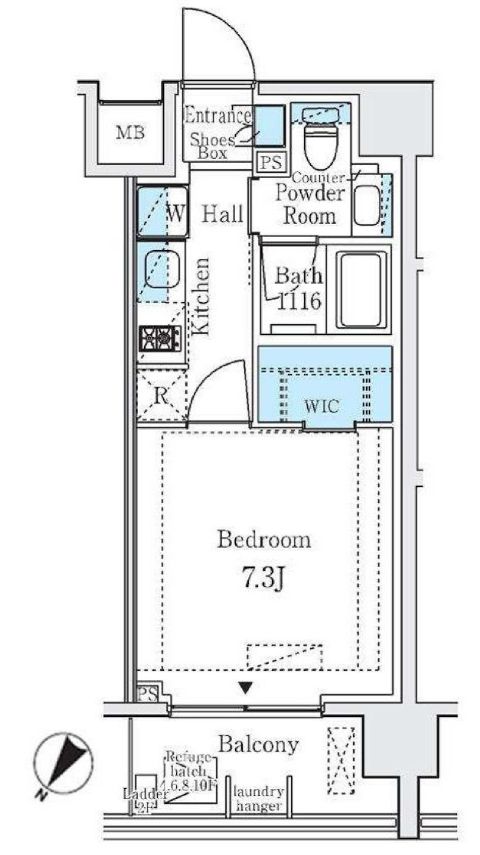 MB
Entrance
Shoes
Box
PS
Counter
Powder
Room
W
Hall
Kitchen
Bath
1116
R
WIC
Bedroom
7.3J
PS
Balcony
Refuge
hatch
4.6.8.10F
Ladder
2F
laundry
hanger
N